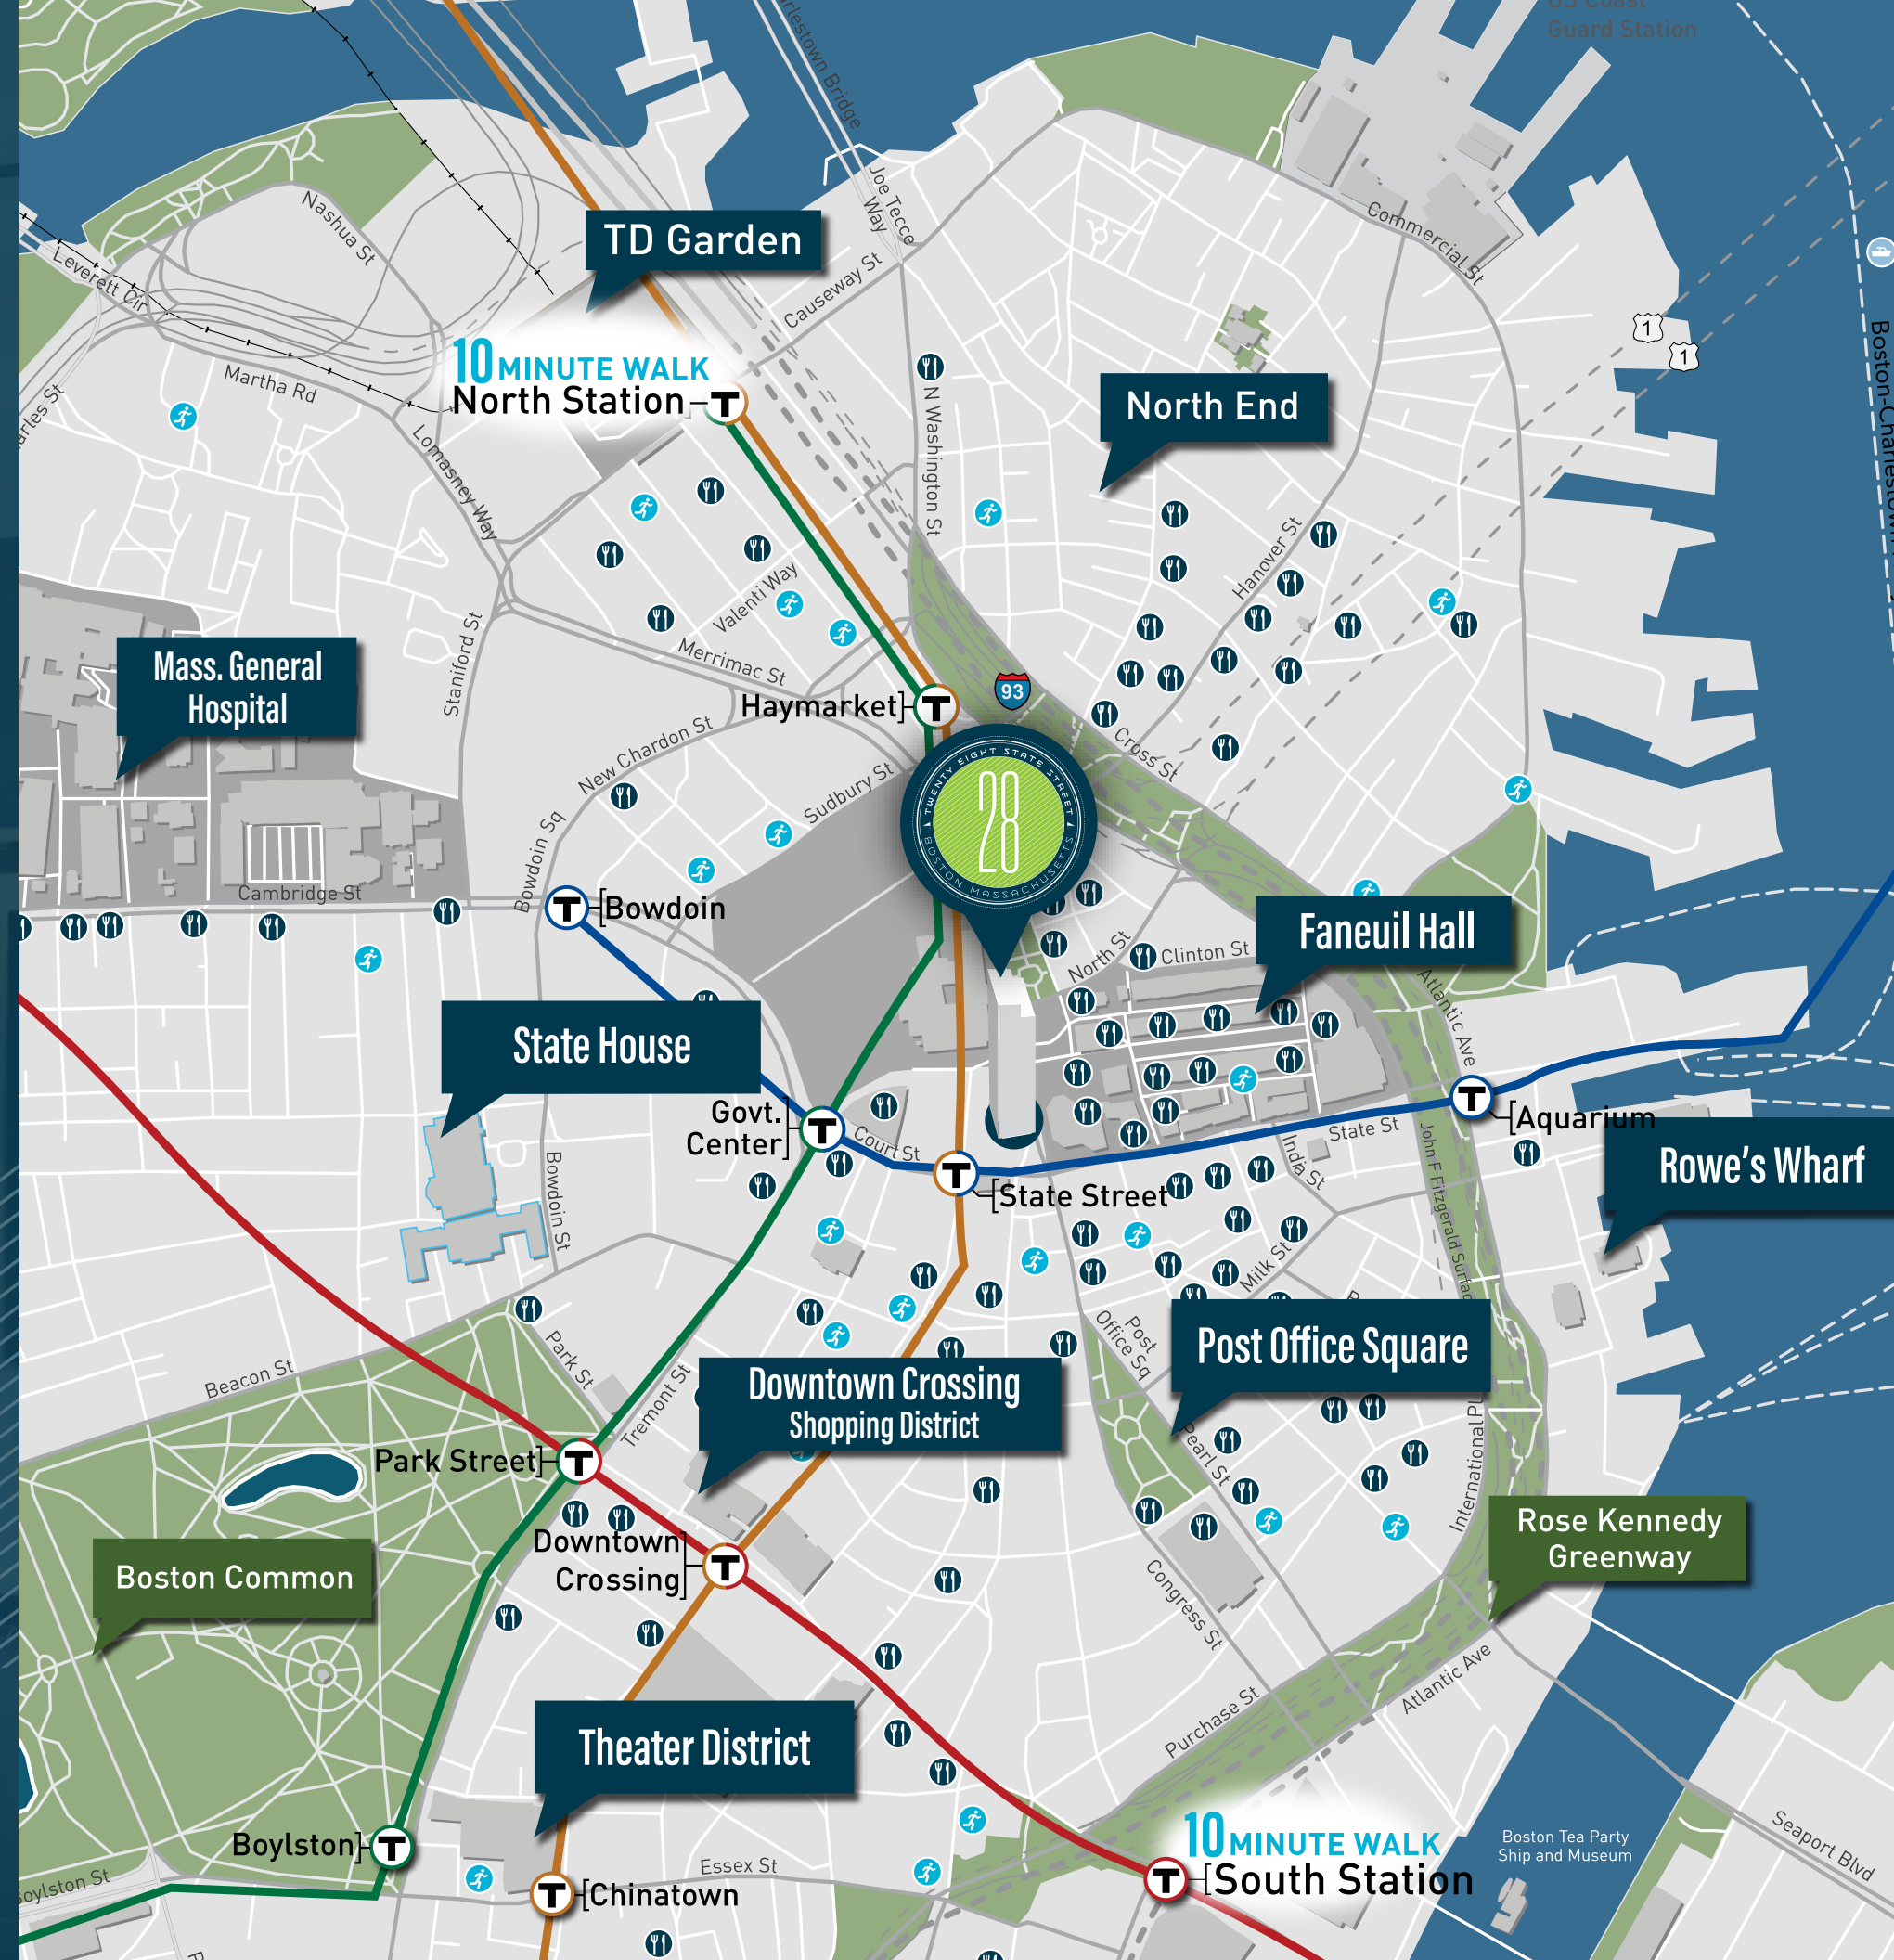 US Coast
Guard Station
Charlestown Bridge
Joe Tecce
Way
Nashua St
Leverett Cir
Commercial St
TD Garden
Causeway St
1
1
Martha Rd
10 MINUTE WALK
North Station
T
N Washington St
North End
Lomasney Way
Hanover St
Valenti Way
Merrimac St
Staniford St
Mass. General
Hospital
93
Haymarket
T
New Chardon St
Cross St
Sudbury St
TWENTY EIGHT STATE STREET
28
BOSTON MASSACHUSETTS
Bowdoin Sq
Cambridge St
T
Bowdoin
Faneuil Hall
North St
Clinton St
Atlantic Ave
State House
Govt.
Center
T
Court St
T
Aquarium
State St
India St
John F Fitzgerald Surfac
Rowe's Wharf
T
State Street
Bowdoin St
Milk St
Post
Office Sq
Post Office Square
Park St
Beacon St
Tremont St
Downtown Crossing
Shopping District
Pearl St
International Pl
Park Street
T
Downtown
Crossing
T
Boston Common
Rose Kennedy
Greenway
Congress St
Atlantic Ave
Purchase St
Theater District
10 MINUTE WALK
South Station
T
Boston Tea Party
Ship and Museum
Seaport Blvd
Boylston
T
Essex St
Boylston St
T
Chinatown